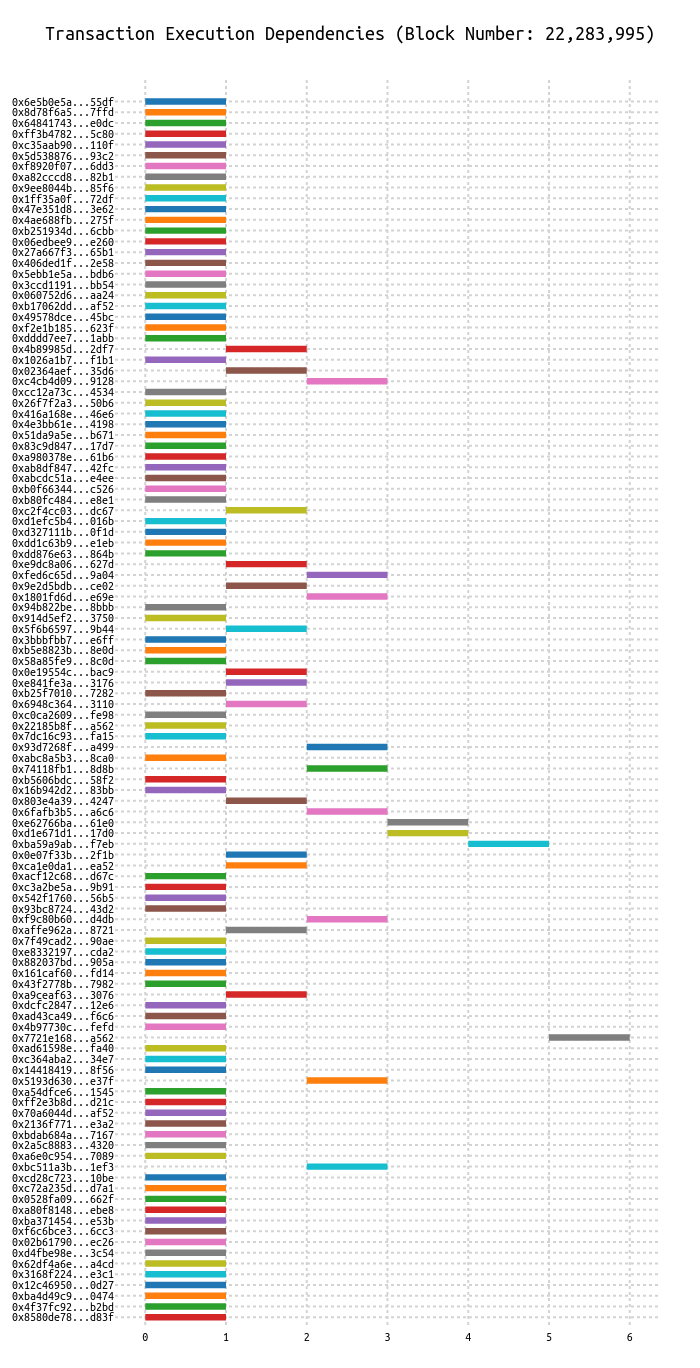 Transaction Execution Dependencies (Block Number: 22,283,995)
0x6e5b0e5a...55df
0x8d78f6a5...7ffd
0x64841743...e0dc
0xff3b4782...5c80
0xc35aab90...110f
0x5d538876...93c2
0xf8920f07...6dd3
0xa82cccd8...82b1
0x9ee8044b...85f6
0x1ff35a0f...72df
0x47e351d8...3e62
0x4ae688fb...275f
0xb251934d...6cbb
0x06edbee9...e260
0x27a667f3...65b1
0x406ded1f...2e58
0x5ebb1e5a...bdb6
0x3ccd1191...bb54
0x060752d6...aa24
0xb17062dd...af52
0x49578dce...45bc
0xf2e1b185...623f
0xdddd7ee7...1abb
0x4b89985d...2df7
0x1026a1b7...f1b1
0x02364aef...35d6
0xc4cb4d09...9128
0xcc12a73c...4534
0x26f7f2a3...50b6
0x416a168e...46e6
0x4e3bb61e...4198
0x51da9a5e...b671
0x83c9d847...17d7
0xa980378e...61b6
0xab8df847...42fc
0xabcdc51a...e4ee
0xb0f66344...c526
0xb80fc484...e8e1
0xc2f4cc03...dc67
0xd1efc5b4...016b
0xd327111b...0f1d
0xdd1c63b9...e1eb
0xdd876e63...864b
0xe9dc8a06...627d
0xfed6c65d...9a04
0x9e2d5bdb...ce02
0x1801fd6d...e69e
0x94b822be...8bbb
0x914d5ef2...3750
0x5f6b6597...9b44
0x3bbbfbb7...e6ff
0xb5e8823b...8e0d
0x58a85fe9...8c0d
0x0e19554c...bac9
0xe841fe3a...3176
0xb25f7010...7282
0x6948c364...3110
0xc0ca2609...fe98
0x22185b8f...a562
0x7dc16c93...fa15
0x93d7268f...a499
0xabc8a5b3...8ca0
0x74118fb1...8d8b
0xb5606bdc...58f2
0x16b942d2...83bb
0x803e4a39...4247
0x6fafb3b5...a6c6
0xe62766ba...61e0
0xd1e671d1...17d0
0xba59a9ab...f7eb
0x0e07f33b...2f1b
0xca1e0da1...ea52
0xacf12c68...d67c
0xc3a2be5a...9b91
0x542f1760...56b5
0x93bc8724...43d2
0xf9c80b60...d4db
0xaffe962a...8721
0x7f49cad2...90ae
0xe8332197...cda2
0x882037bd...905a
0x161caf60...fd14
0x43f2778b...7982
0xa9ceaf63...3076
0xdcfc2847...12e6
0xad43ca49...f6c6
0x4b97730c...fefd
0x7721e168...a562
0xad61598e...fa40
0xc364aba2...34e7
0x14418419...8f56
0x5193d630...e37f
0xa54dfce6...1545
0xff2e3b8d...d21c
0x70a6044d...af52
0x2136f771...e3a2
0xbdab684a...7167
0x2a5c8883...4320
0xa6e0c954...7089
0xbc511a3b...1ef3
0xcd28c723...10be
0xc72a235d...d7a1
0x0528fa09...662f
0xa80f8148...ebe8
0xba371454...e53b
0xf6c6bce3...6cc3
0x02b61790...ec26
0xd4fbe98e...3c54
0x62df4a6e...a4cd
0x3168f224...e3c1
0x12c46950...0d27
0xba4d49c9...0474
0x4f37fc92...b2bd
0x8580de78...d83f
0 1 2 3 4 5 6